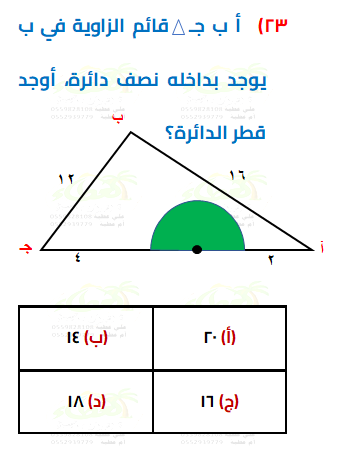 ٢٣) أ ب جـ △ قائم الزاوية في ب
يوجد بداخله نصف دائرة، أوجد
قطر الدائرة؟
ب
١٢
١٦
جـ
أ
٤
٢
(أ) ٢٠
(ب) ١٤
(ج) ١٦
(د) ١٨